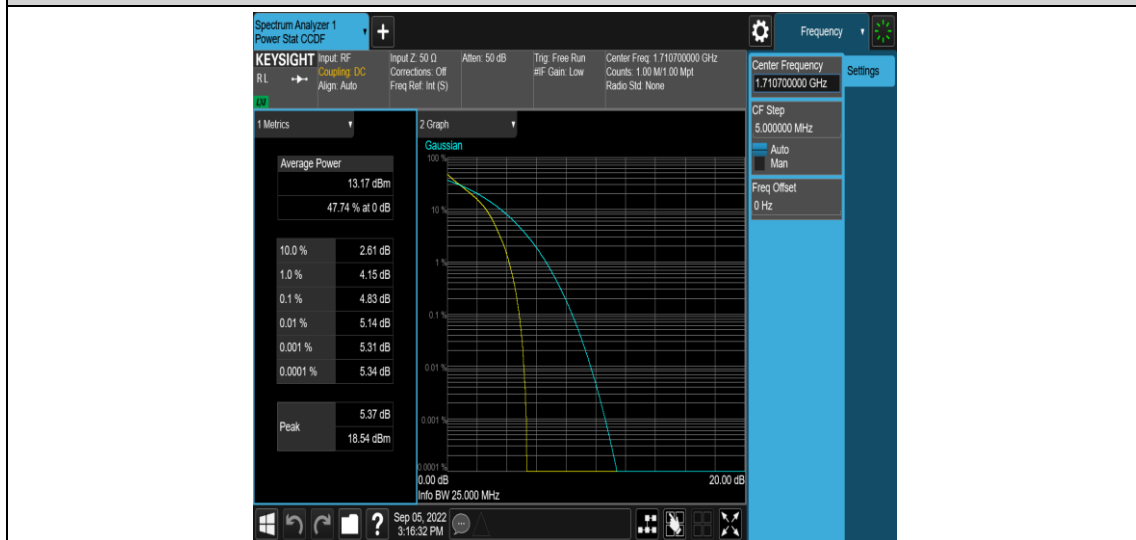 Spectrum Analyzer 1
Power Stat CCDF
+
Frequency
KEYSIGHT
RL
LXI
Input: RF
Coupling: DC
Align: Auto
Input Z: 50 Ω
Corrections: Off
Freq Ref: Int (S)
Atten: 50 dB
Trig: Free Run
#IF Gain: Low
Center Freq: 1.710700000 GHz
Counts: 1.00 M/1.00 Mpt
Radio Std: None
Center Frequency
1.710700000 GHz
Settings
CF Step
5.000000 MHz
Auto
Man
Freq Offset
0 Hz
1 Metrics
Average Power
13.17 dBm
47.74 % at 0 dB
10.0 % 2.61 dB
1.0 % 4.15 dB
0.1 % 4.83 dB
0.01 % 5.14 dB
0.001 % 5.31 dB
0.0001 % 5.34 dB
Peak 5.37 dB
18.54 dBm
2 Graph
Gaussian
100 %
10 %
1 %
0.1 %
0.01 %
0.001 %
0.0001 %
0.00 dB 20.00 dB
Info BW 25.000 MHz
?
Sep 05, 2022
3:16:32 PM